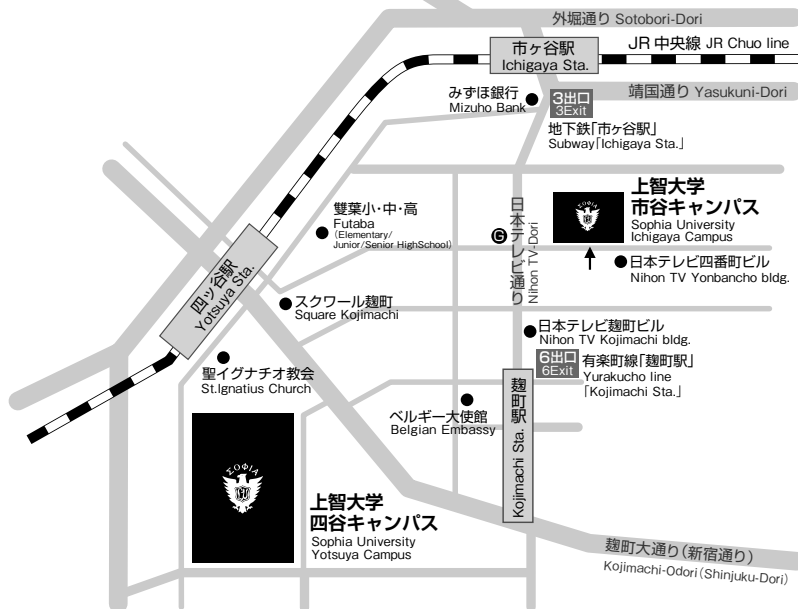 外堀通り Sotobori-Dori
市ヶ谷駅
Ichigaya Sta.
JR 中央線 JR Chuo line
靖国通り Yasukuni-Dori
みずほ銀行
Mizuho Bank
3出口
3Exit
地下鉄「市ヶ谷駅」
Subway「Ichigaya Sta.」
上智大学
市谷キャンパス
Sophia University
Ichigaya Campus
雙葉小・中・高
Futaba
(Elementary/
Junior/Senior HighSchool)
G
日本テレビ通り
Nihon TV-Dori
日本テレビ四番町ビル
Nihon TV Yonbancho bldg.
四ッ谷駅
Yotsuya Sta.
スクワール麹町
Square Kojimachi
日本テレビ麹町ビル
Nihon TV Kojimachi bldg.
6出口
6Exit
有楽町線「麹町駅」
Yurakucho line
「Kojimachi Sta.」
聖イグナチオ教会
St.Ignatius Church
麹町駅
Kojimachi Sta.
ベルギー大使館
Belgian Embassy
ΣΟΦΙΑ
上智大学
四谷キャンパス
Sophia University
Yotsuya Campus
麹町大通り(新宿通り)
Kojimachi-Odori(Shinjuku-Dori)